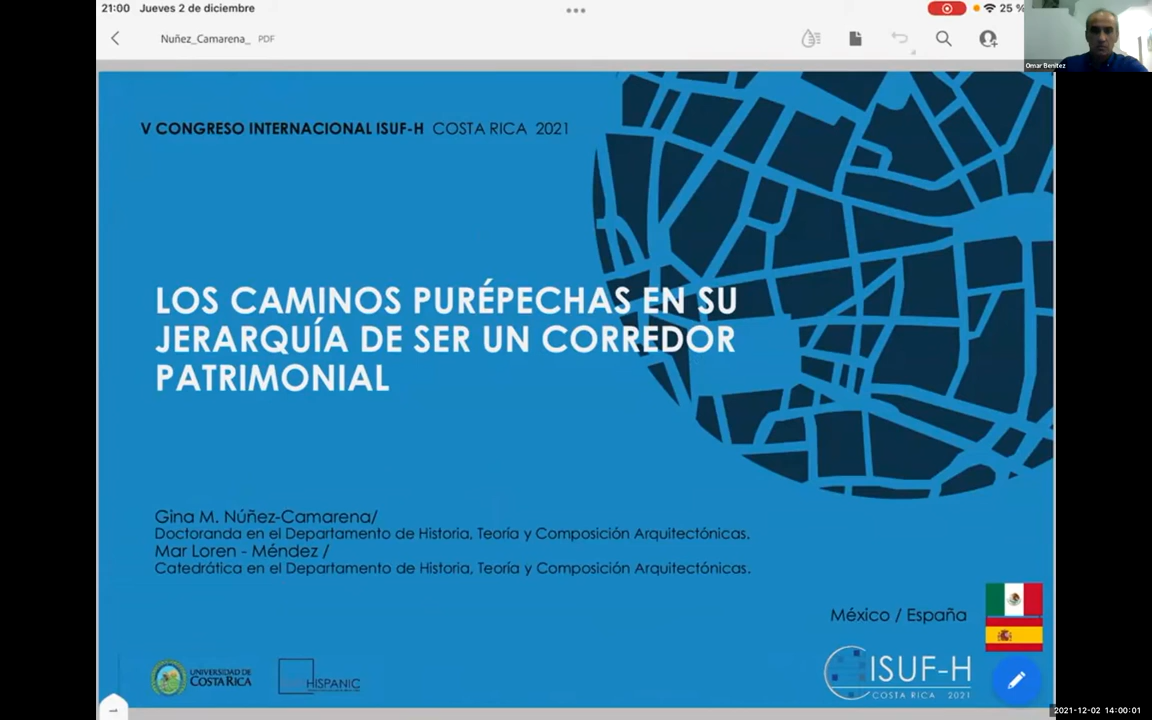 21:00 Jueves 2 de diciembre
25 %
Nuñez_Camarena_ PDF
Omar Benitez
V CONGRESO INTERNACIONAL ISUF-H COSTA RICA 2021
LOS CAMINOS PURÉPECHAS EN SU
JERARQUÍA DE SER UN CORREDOR
PATRIMONIAL
Gina M. Núñez-Camarena/
Doctoranda en el Departamento de Historia, Teoría y Composición Arquitectónicas.
Mar Loren - Méndez /
Catedrática en el Departamento de Historia, Teoría y Composición Arquitectónicas.
México / España
UNIVERSIDAD DE
COSTA RICA
HISPANIC
ISUF-H
COSTA RICA 2021
1
2021-12-02 14:00:01